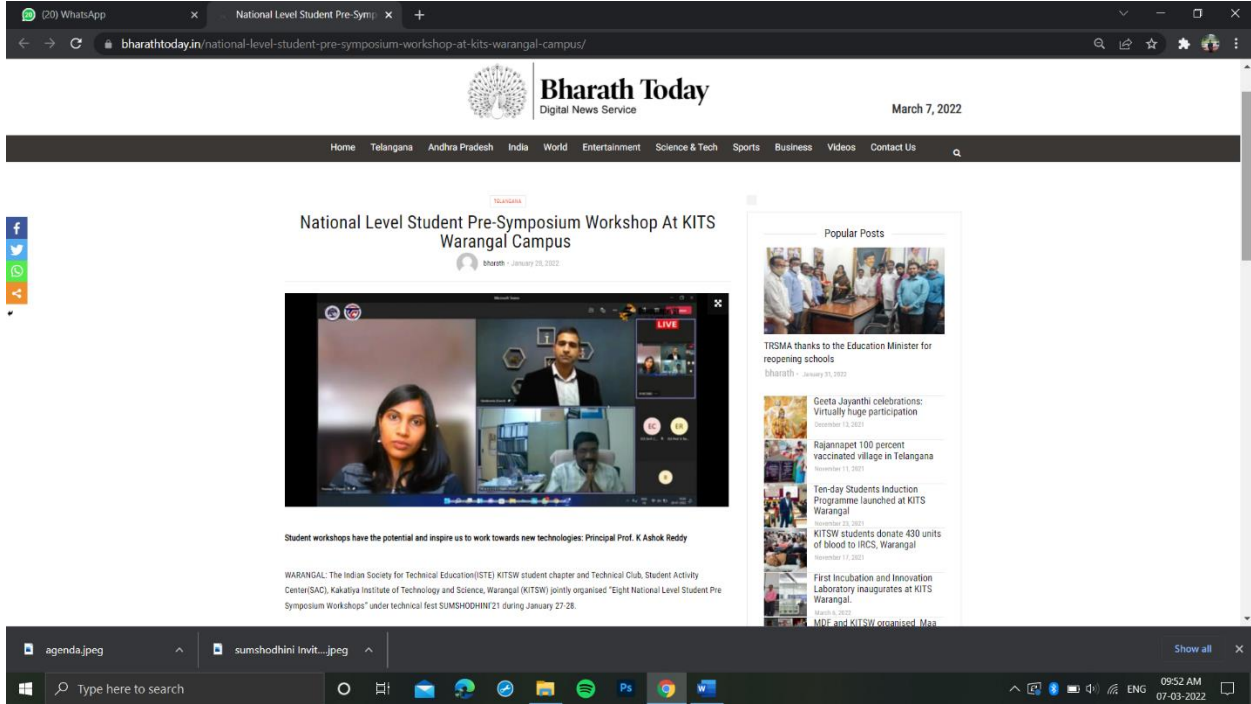 (20) WhatsApp
National Level Student Pre-Symp
bharathtoday.in/national-level-student-pre-symposium-workshop-at-kits-warangal-campus/
Bharath Today
Digital News Service
March 7, 2022
Home Telangana Andhra Pradesh India World Entertainment Science & Tech Sports Business Videos Contact Us
TELANGANA
National Level Student Pre-Symposium Workshop At KITS
Warangal Campus
bharath - January 29, 2022
LIVE
EC
ER
Student workshops have the potential and inspire us to work towards new technologies: Principal Prof. K Ashok Reddy
WARANGAL: The Indian Society for Technical Education(ISTE) KITSW student chapter and Technical Club, Student Activity
Center(SAC), Kakatiya Institute of Technology and Science, Warangal (KITSW) jointly organised "Eight National Level Student Pre
Symposium Workshops" under technical fest SUMSHODHINI'21 during January 27-28.
Popular Posts
TRSMA thanks to the Education Minister for
reopening schools
bharath - January 31, 2022
Geeta Jayanthi celebrations:
Virtually huge participation
December 13, 2021
Rajannapet 100 percent
vaccinated village in Telangana
November 11, 2021
Ten-day Students Induction
Programme launched at KITS
Warangal
November 23, 2021
KITSW students donate 430 units
of blood to IRCS, Warangal
November 17, 2021
First Incubation and Innovation
Laboratory inaugurates at KITS
Warangal.
March 6, 2022
MDF and KITSW organised Maa
agenda.jpeg
sumshodhini Invit....jpeg
Show all
Type here to search
Ps
ENG
09:52 AM
07-03-2022